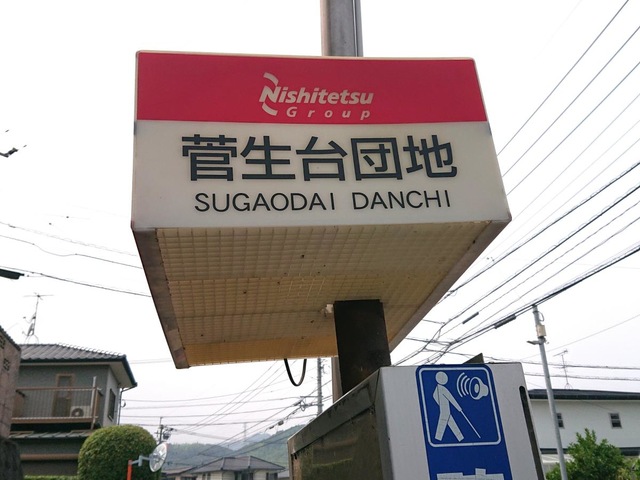 Nishitetsu
Group
菅生台団地
SUGAODAI DANCHI